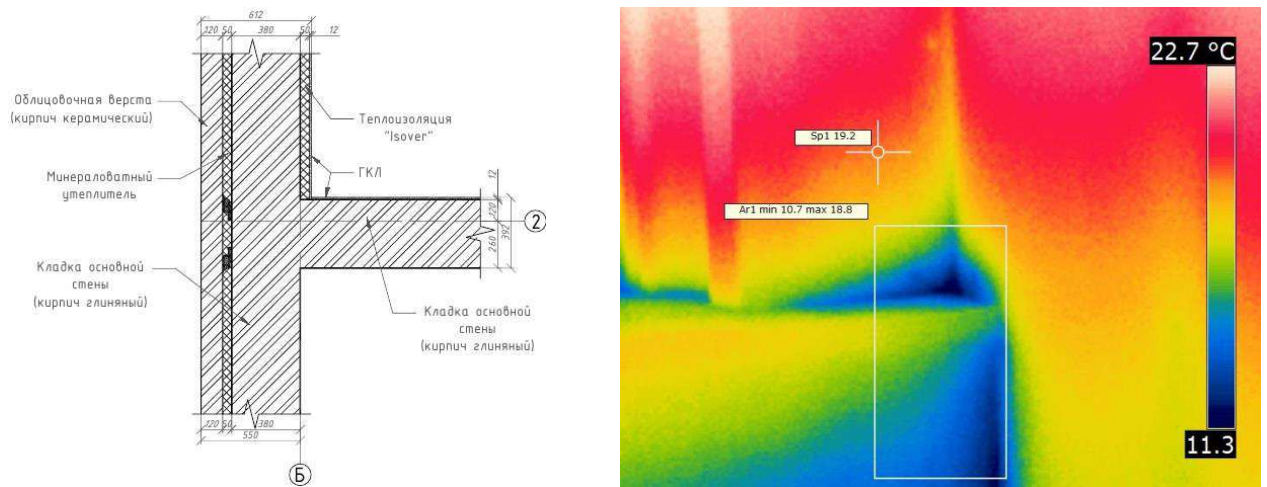 612
120 50 380 50 12
Облицовочная верста
(кирпич керамический)
Минераловатный
утеплитель
Кладка основной
стены
(кирпич глиняный)
Теплоизоляция
"Isover"
ГКЛ
12
120
260
392
2
Кладка основной
стены
(кирпич глиняный)
120 50 380
550
Б
22.7 °C
Sp1 19.2
Ar1 min 10.7 max 18.8
11.3